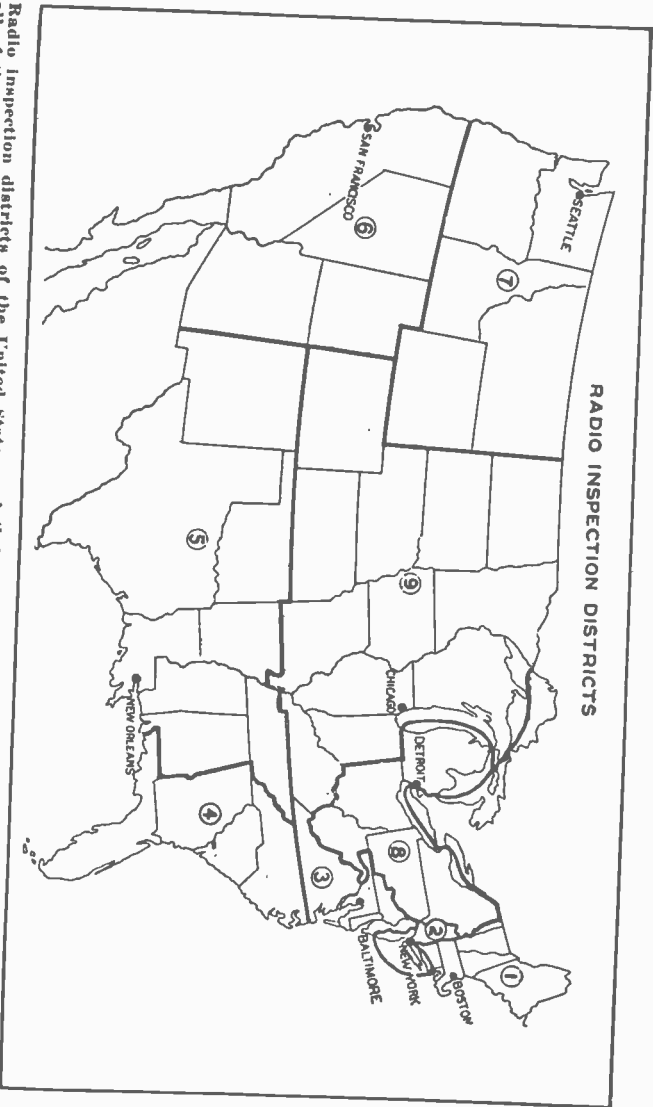 RADIO INSPECTION DISTRICTS
SEATTLE
⑦
SAN FRANCISCO
⑥
⑨
CHICAGO
DETROIT
⑧
②
①
BOSTON
NEW YORK
BALTIMORE
③
⑤
④
NEW ORLEANS
Radio inspection districts of the United